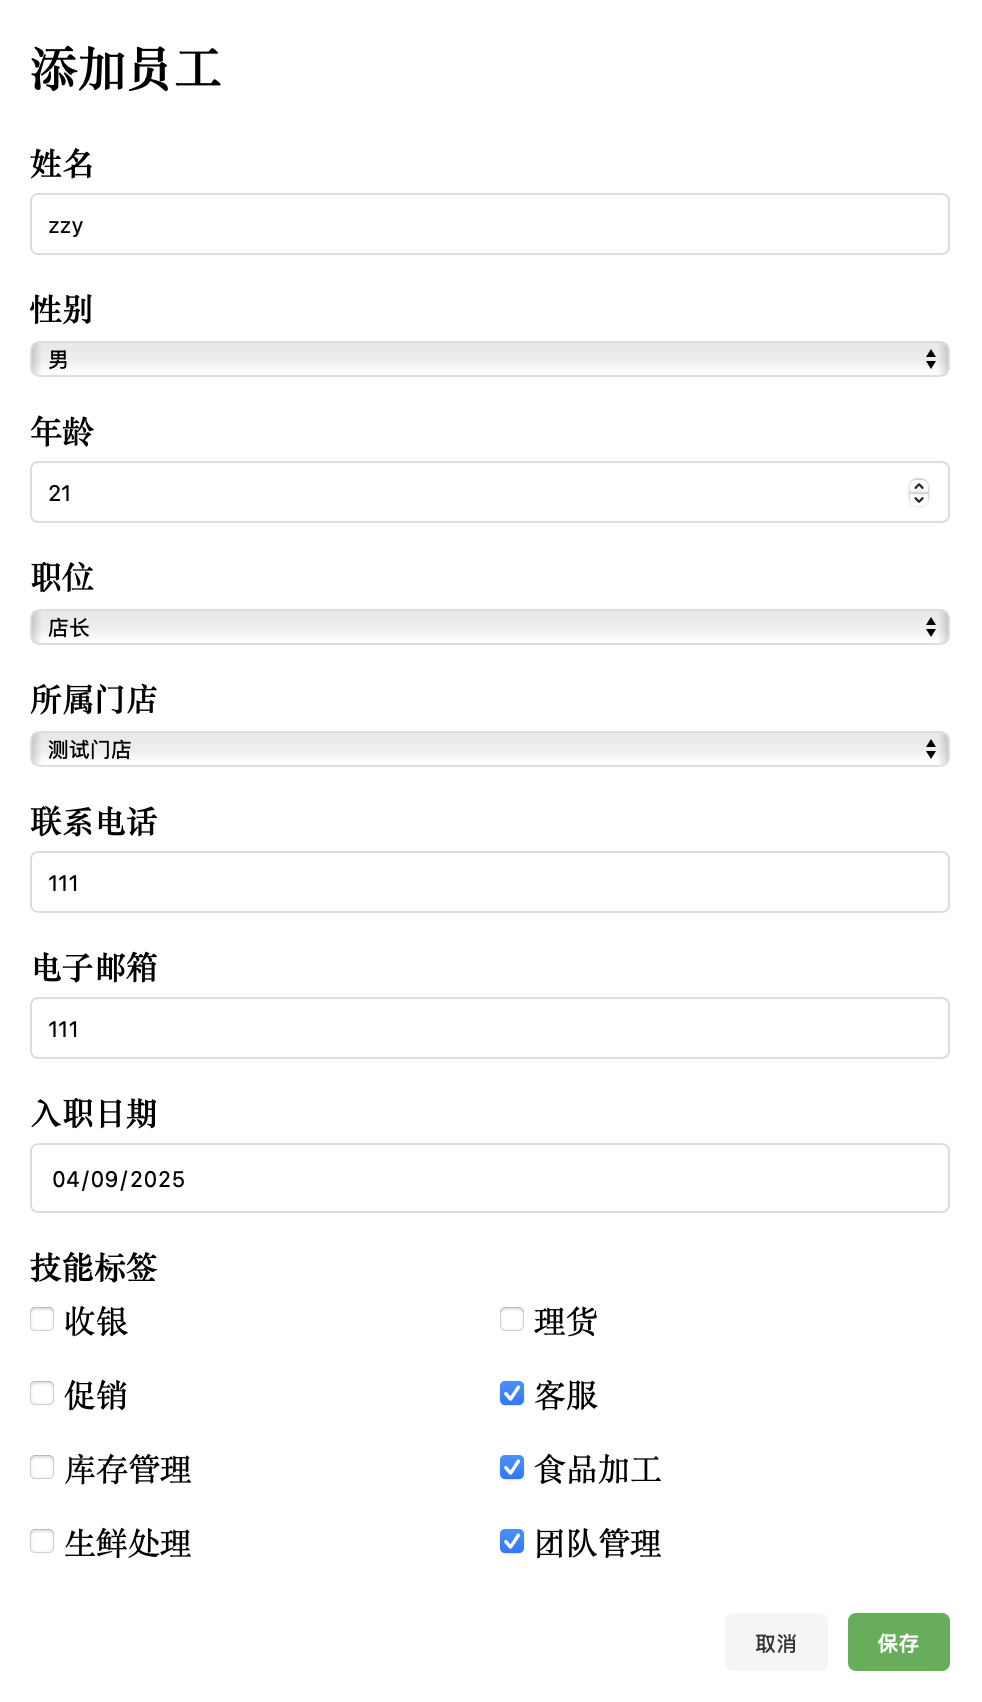 添加员工
姓名
zzy
性别
男
年龄
21
职位
店长
所属门店
测试门店
联系电话
111
电子邮箱
111
入职日期
04/09/2025
技能标签
收银 理货
促销 客服
库存管理 食品加工
生鲜处理 团队管理
取消 保存